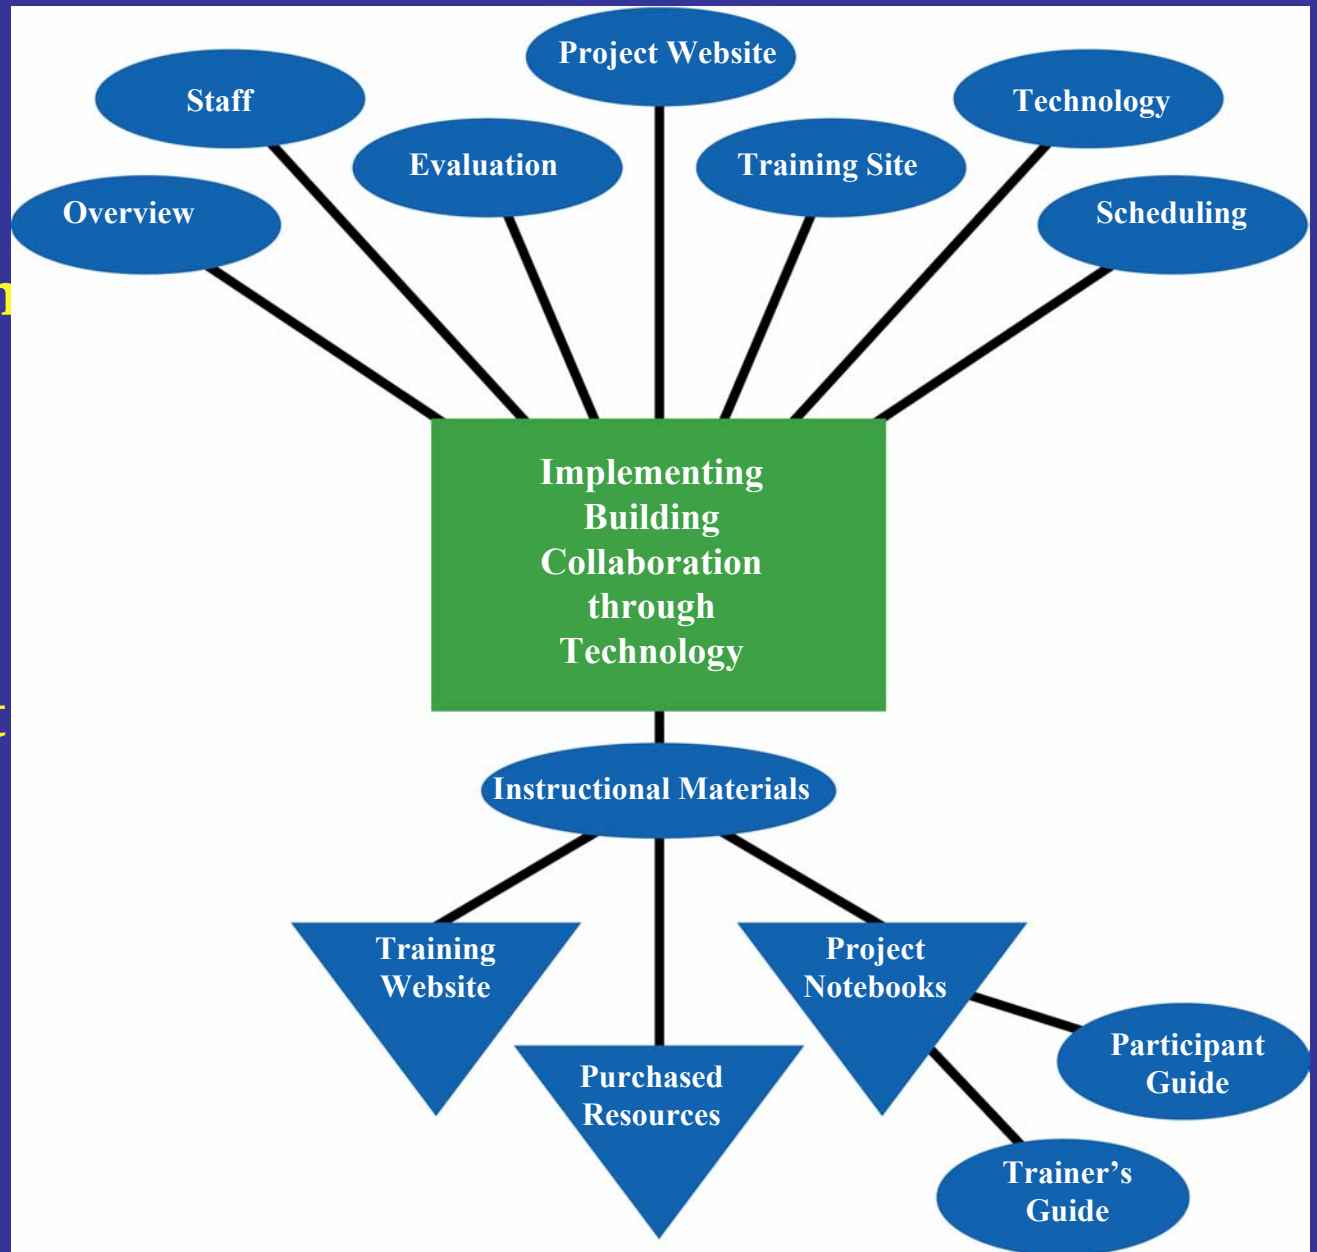 Project Website
Staff
Technology
Evaluation
Training Site
Overview
Scheduling
Implementing
Building
Collaboration
through
Technology
Instructional Materials
Training
Website
Project
Notebooks
Purchased
Resources
Participant
Guide
Trainer’s
Guide